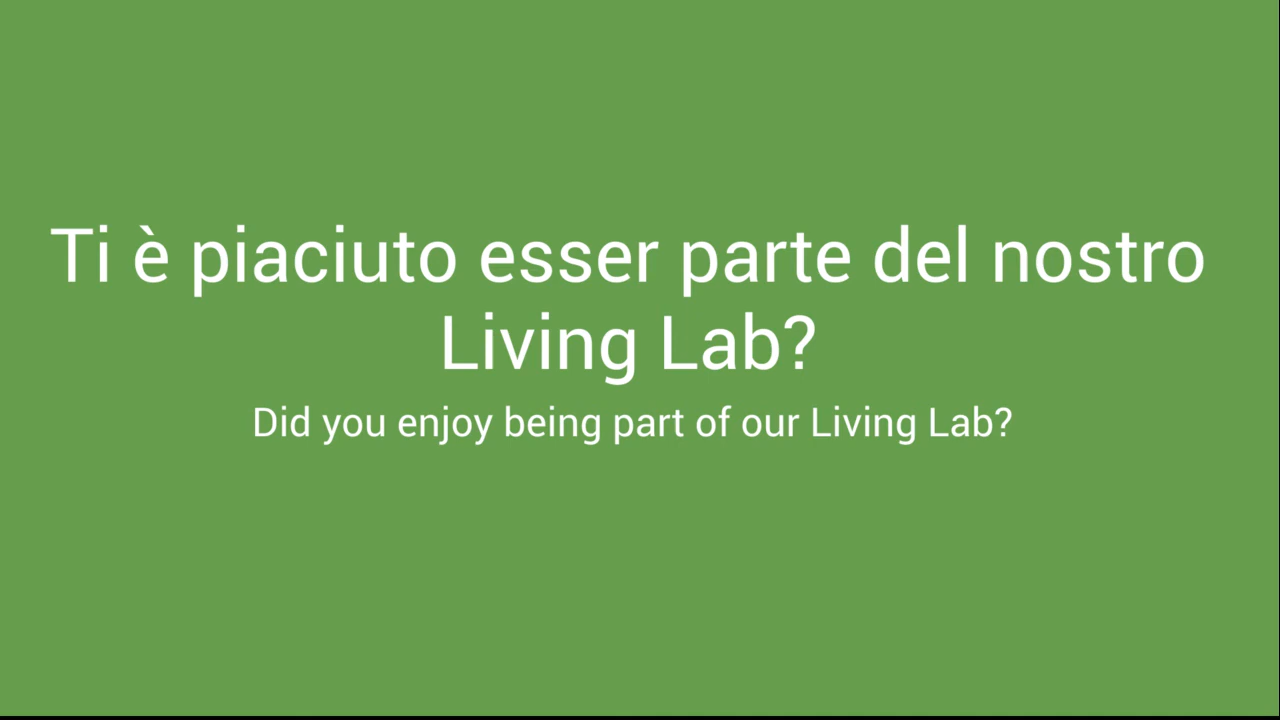 Ti è piaciuto esser parte del nostro
Living Lab?
Did you enjoy being part of our Living Lab?